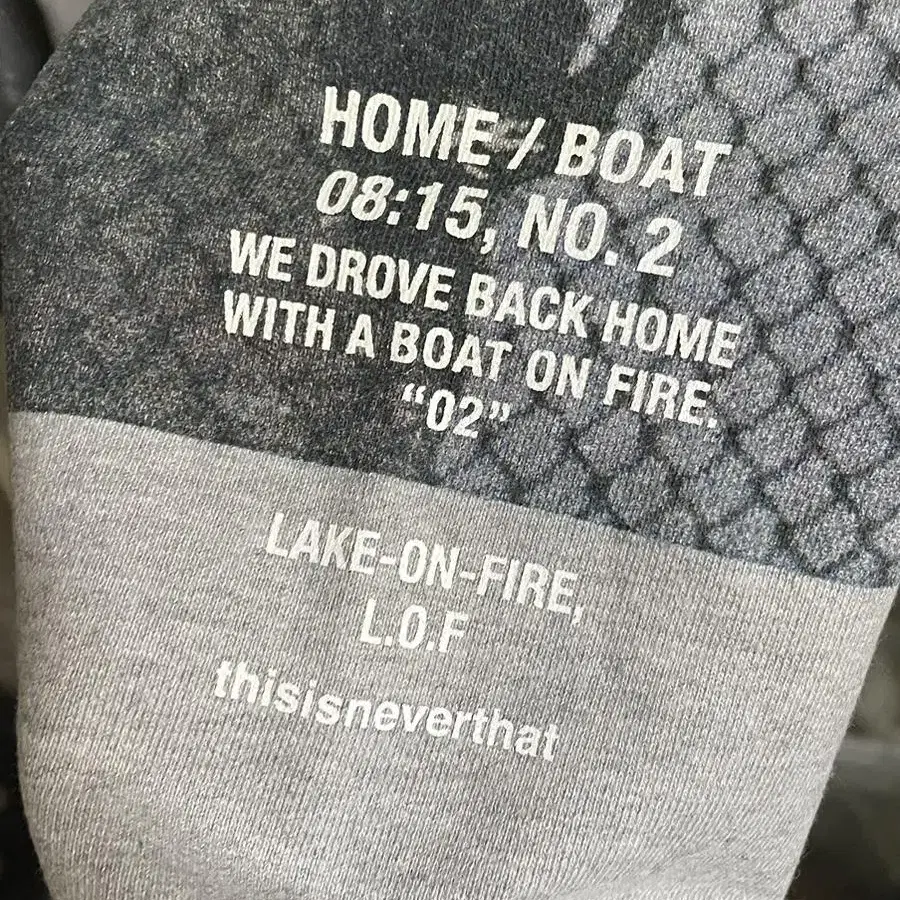 HOME / BOAT
08:15, NO. 2
WE DROVE BACK HOME
WITH A BOAT ON FIRE.
“02”
LAKE-ON-FIRE,
L.O.F
thisisneverthat